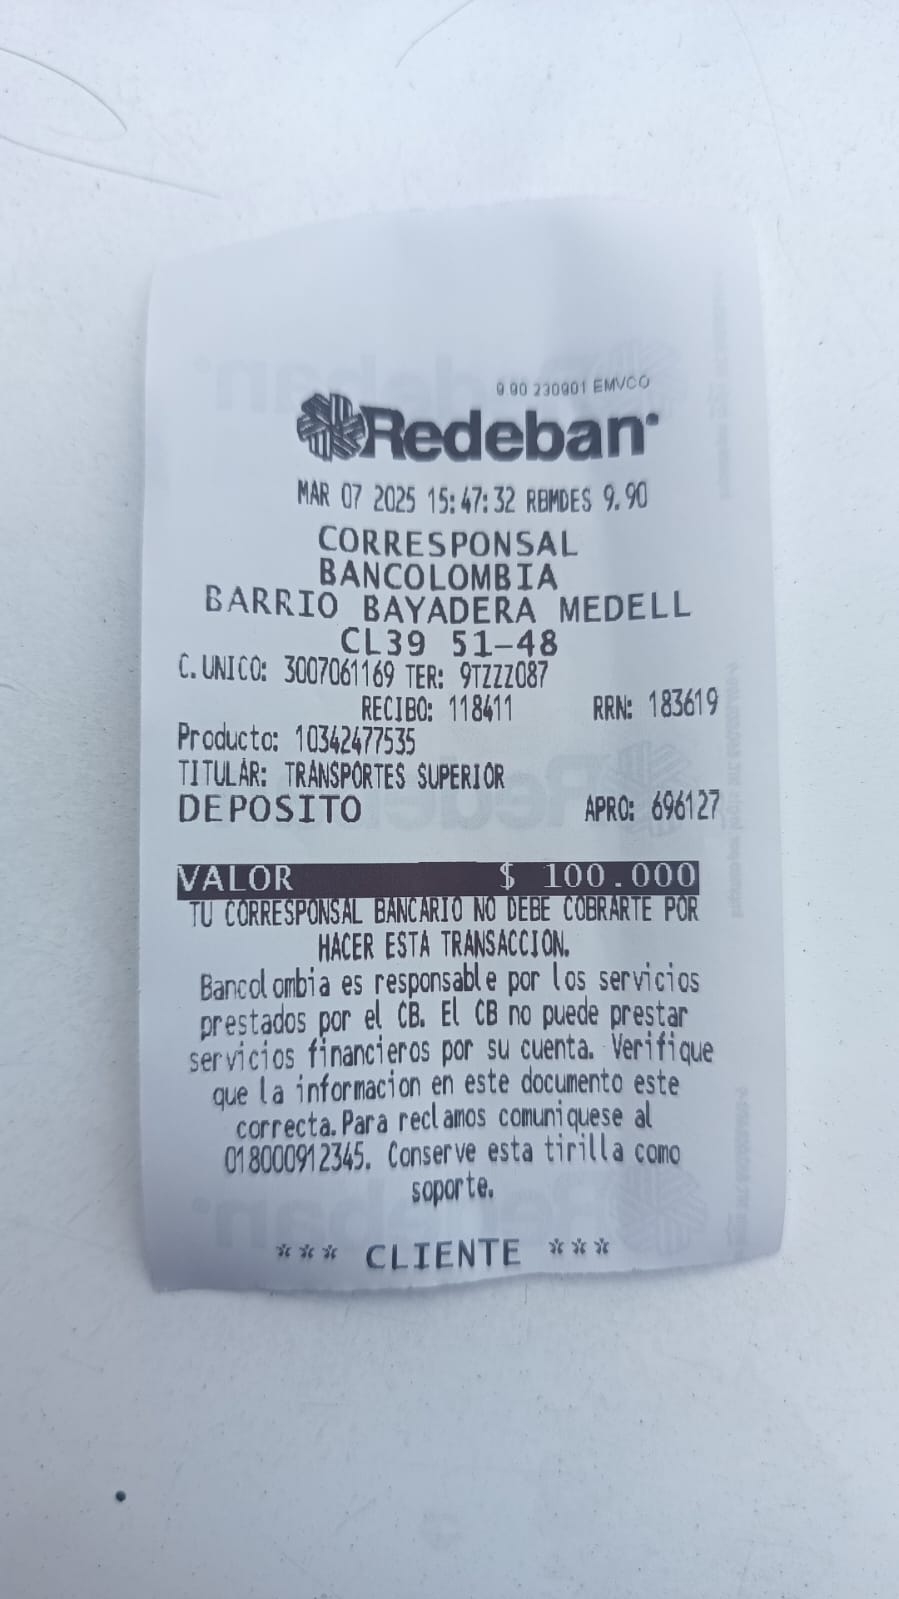 9.90 230901 EMVCO
Redeban
MAR 07 2025 15:47:32 RBMDES 9.90
CORRESPONSAL
BANCOLOMBIA
BARRIO BAYADERA MEDELL
CL39 51-48
C.UNICO: 3007061169 TER: 9TZZZ087
RECIBO: 118411 RRN: 183619
Producto: 10342477535
TITULAR: TRANSPORTES SUPERIOR
DEPOSITO APRO: 696127
VALOR $ 100.000
TU CORRESPONSAL BANCARIO NO DEBE COBRARTE POR
HACER ESTA TRANSACCION.
Bancolombia es responsable por los servicios
prestados por el CB. El CB no puede prestar
servicios financieros por su cuenta. Verifique
que la informacion en este documento este
correcta.Para reclamos comuniquese al
018000912345. Conserve esta tirilla como
soporte.
*** CLIENTE ***